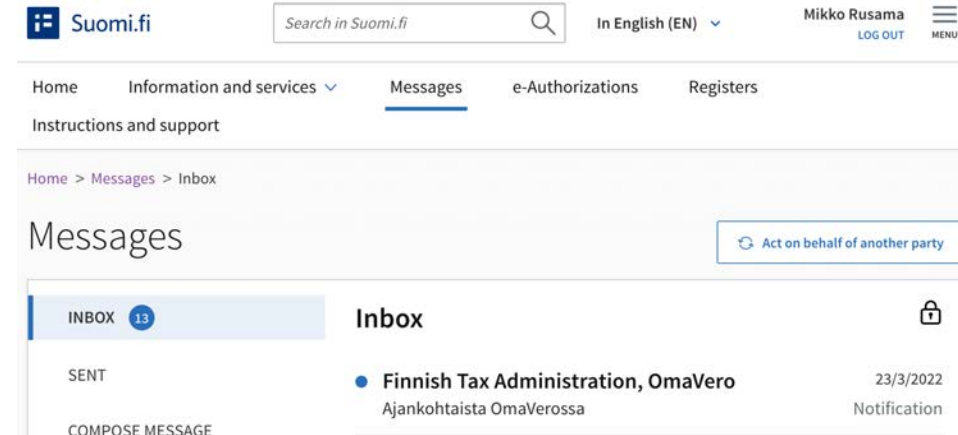 Suomi.fi
Search in Suomi.fi
In English (EN)
Mikko Rusama
LOG OUT
MENU
Home
Information and services
Messages
e-Authorizations
Registers
Instructions and support
Home > Messages > Inbox
Messages
Act on behalf of another party
INBOX 13
SENT
COMPOSE MESSAGE
Inbox
Finnish Tax Administration, OmaVero
23/3/2022
Ajankohtaista OmaVerossa
Notification